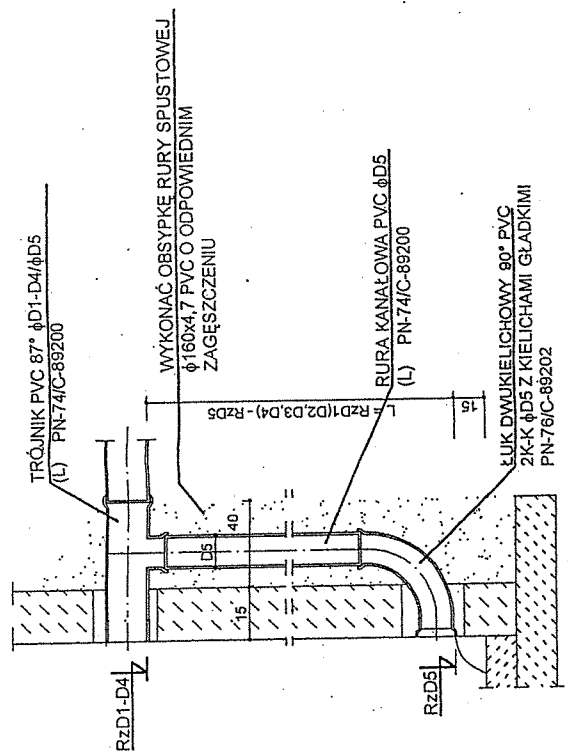 TRÓJNIK PVC 87° ϕD1-D4/ϕD5
(L) PN-74/C-89200
WYKONAĆ OBSYPKĘ RURY SPUSTOWEJ
ϕ160x4,7 PVC O ODPOWIEDNIM
ZAGĘSZCZENIU
RURA KANAŁOWA PVC ϕD5
(L) PN-74/C-89200
ŁUK DWUKIELICHOWY 90° PVC
2K-K ϕD5 Z KIELICHAMI GŁADKIMI
PN-76/C-89202
L = RzD1(D2,D3,D4) - RzD5
15
40
D5
15
RzD1-D4
RzD5